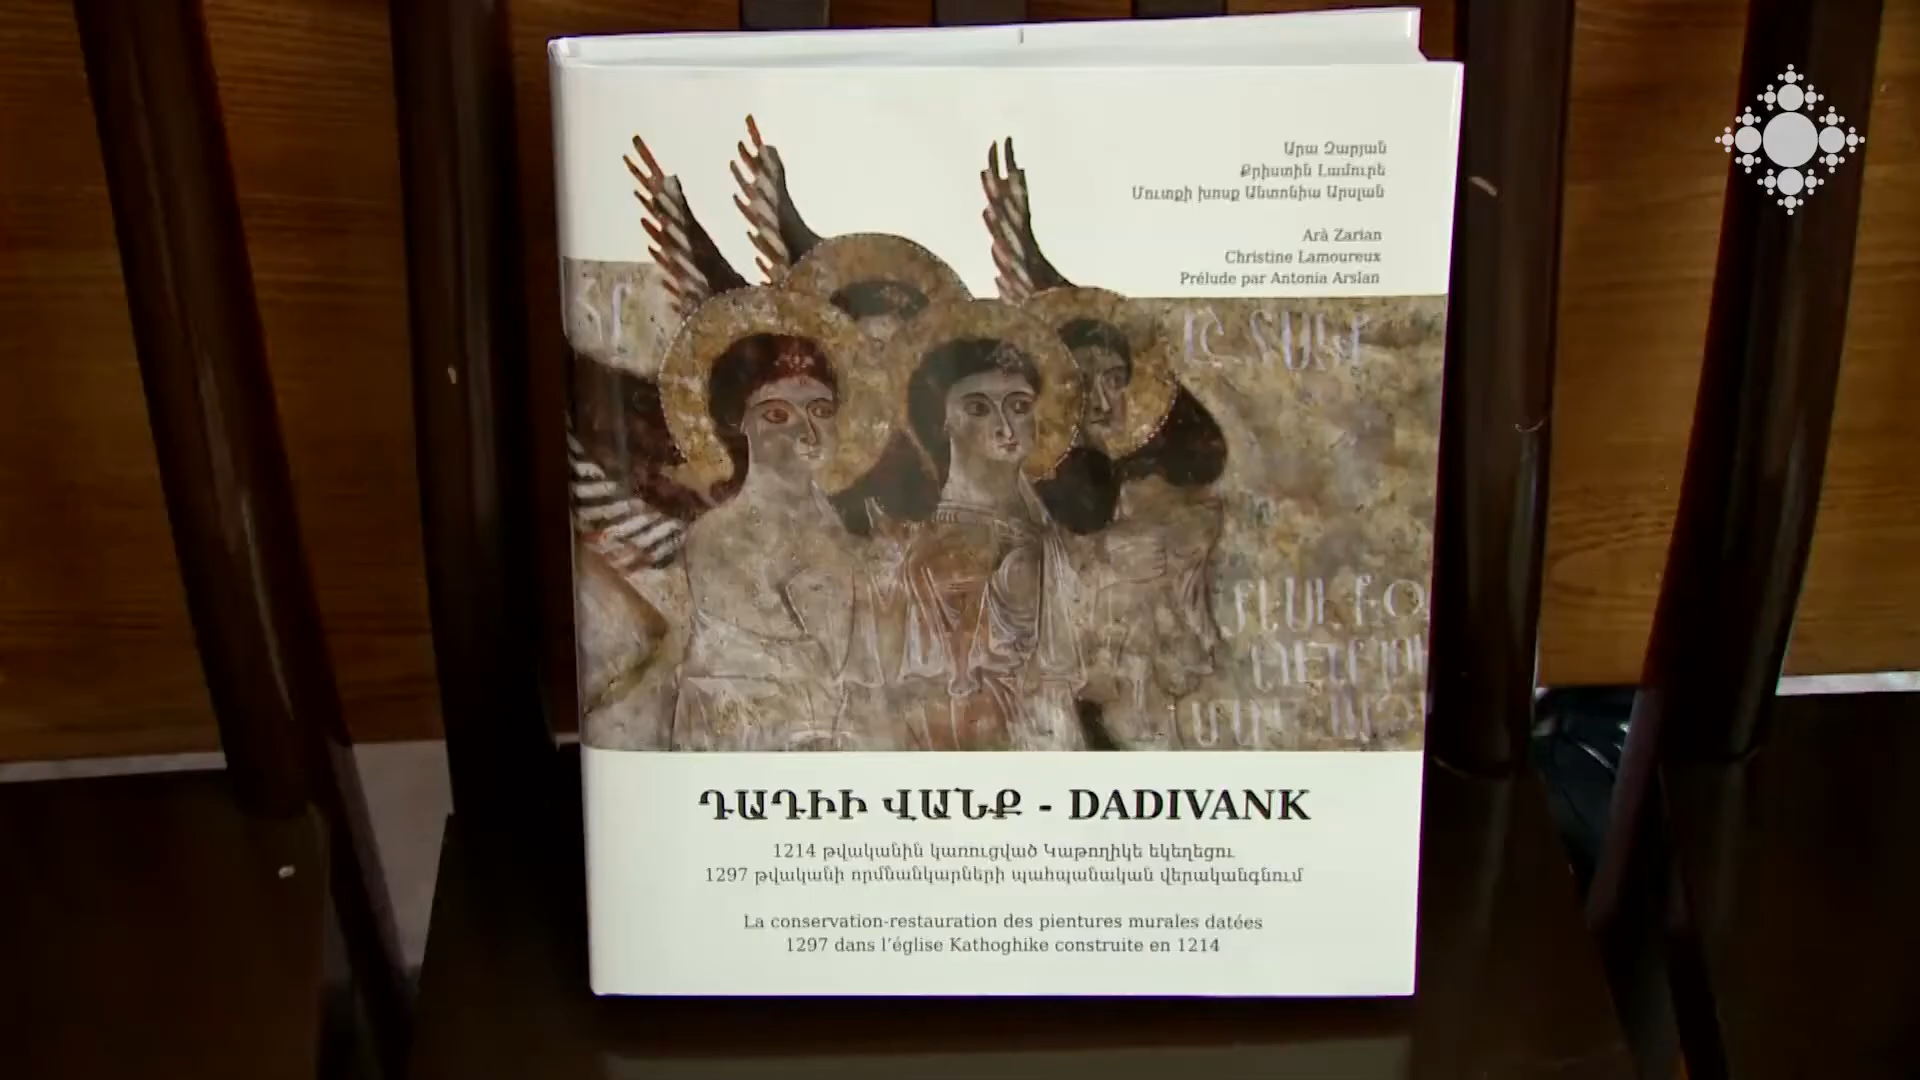 Արա Զարյան
Քրիստին Լամուրե
Մուտքի խոսք Անտոնիա Արսլան
Arà Zarian
Christine Lamoureux
Prélude par Antonia Arslan
ԴԱԴԻԻ ՎԱՆՔ - DADIVANK
1214 թվականին կառուցված Կաթողիկե եկեղեցու
1297 թվականի որմնանկարների պահպանական վերականգնում
La conservation-restauration des pientures murales datées
1297 dans l'église Kathoghike construite en 1214